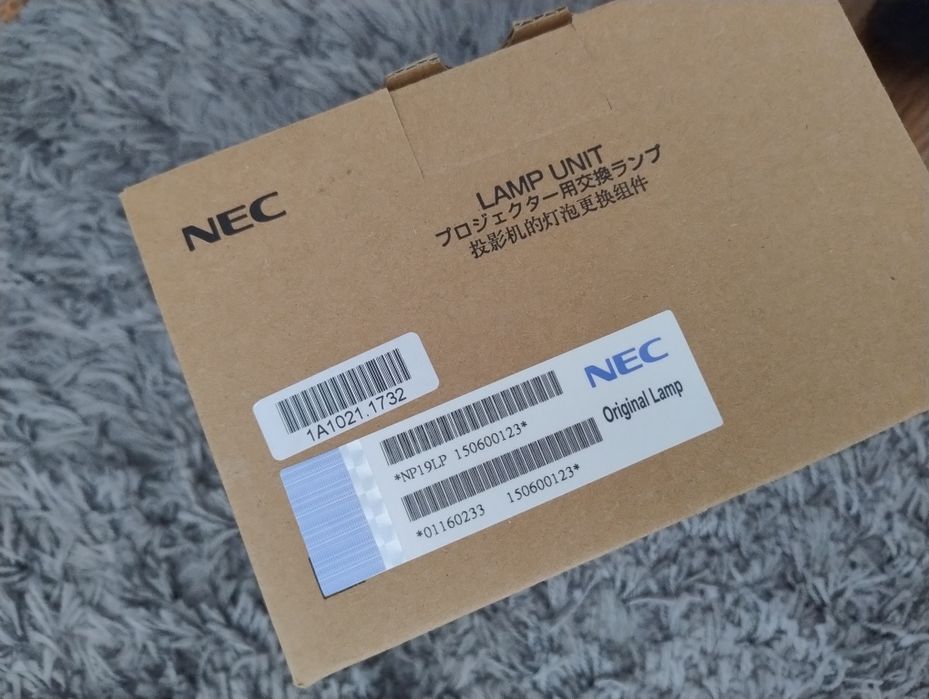 NEC
LAMP UNIT
プロジェクター用交換ランプ
投影机的灯泡更换组件
1A1021.1732
NEC
Original Lamp
*NP19LP 150600123*
*01160233 150600123*